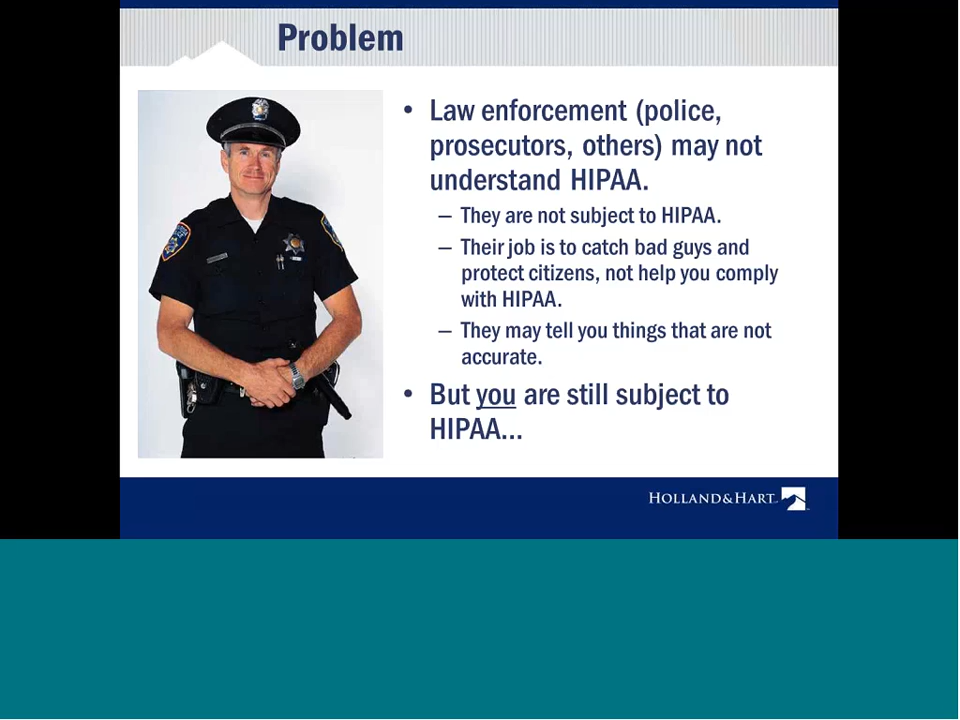 Problem
• Law enforcement (police,
prosecutors, others) may not
understand HIPAA.
– They are not subject to HIPAA.
– Their job is to catch bad guys and
protect citizens, not help you comply
with HIPAA.
– They may tell you things that are not
accurate.
• But you are still subject to
HIPAA...
HOLLAND&HART